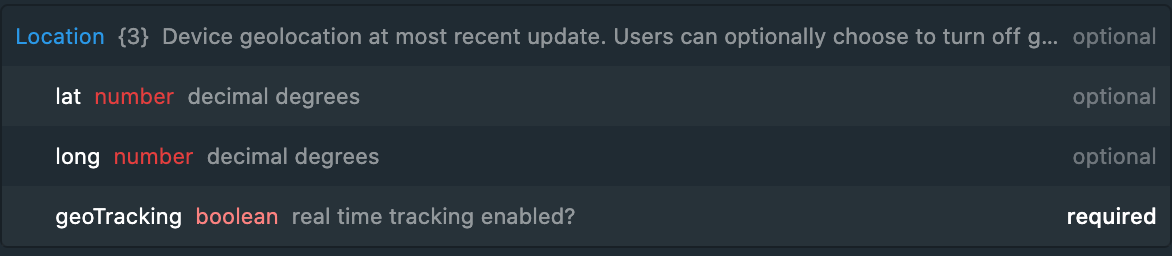 Location {3} Device geolocation at most recent update. Users can optionally choose to turn off g... optional
lat number decimal degrees optional
long number decimal degrees optional
geoTracking boolean real time tracking enabled? required